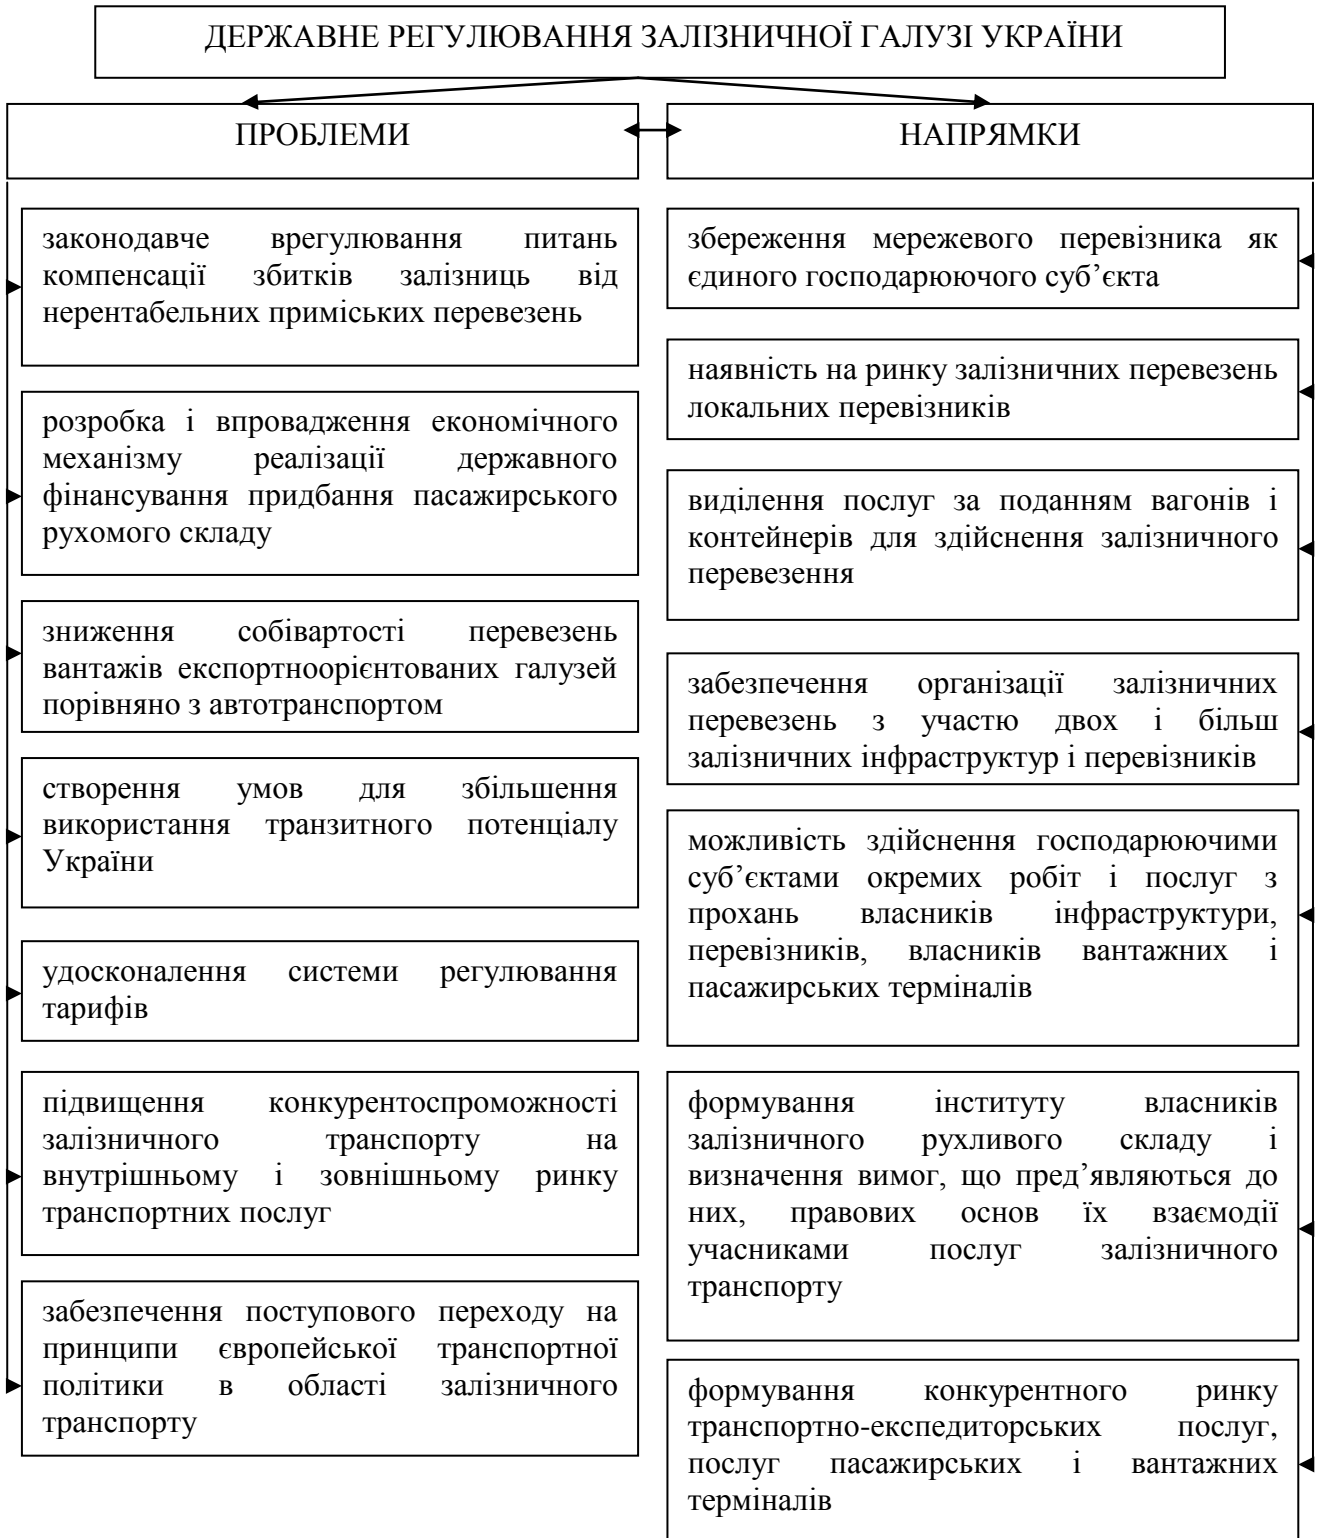 ДЕРЖАВНЕ РЕГУЛЮВАННЯ ЗАЛІЗНИЧНОЇ ГАЛУЗІ УКРАЇНИ
ПРОБЛЕМИ
законодавче врегулювання питань
компенсації збитків залізниць від
нерентабельних приміських перевезень
розробка і впровадження економічного
механізму реалізації державного
фінансування придбання пасажирського
рухомого складу
зниження собівартості перевезень
вантажів експортноорієнтованих галузей
порівняно з автотранспортом
створення умов для збільшення
використання транзитного потенціалу
України
удосконалення системи регулювання
тарифів
підвищення конкурентоспроможності
залізничного транспорту на
внутрішньому і зовнішньому ринку
транспортних послуг
забезпечення поступового переходу на
принципи європейської транспортної
політики в області залізничного
транспорту
НАПРЯМКИ
збереження мережевого перевізника як
єдиного господарюючого суб’єкта
наявність на ринку залізничних перевезень
локальних перевізників
виділення послуг за поданням вагонів і
контейнерів для здійснення залізничного
перевезення
забезпечення організації залізничних
перевезень з участю двох і більш
залізничних інфраструктур і перевізників
можливість здійснення господарюючими
суб’єктами окремих робіт і послуг з
прохань власників інфраструктури,
перевізників, власників вантажних і
пасажирських терміналів
формування інституту власників
залізничного рухливого складу і
визначення вимог, що пред’являються до
них, правових основ їх взаємодії
учасниками послуг залізничного
транспорту
формування конкурентного ринку
транспортно-експедиторських послуг,
послуг пасажирських і вантажних
терміналів